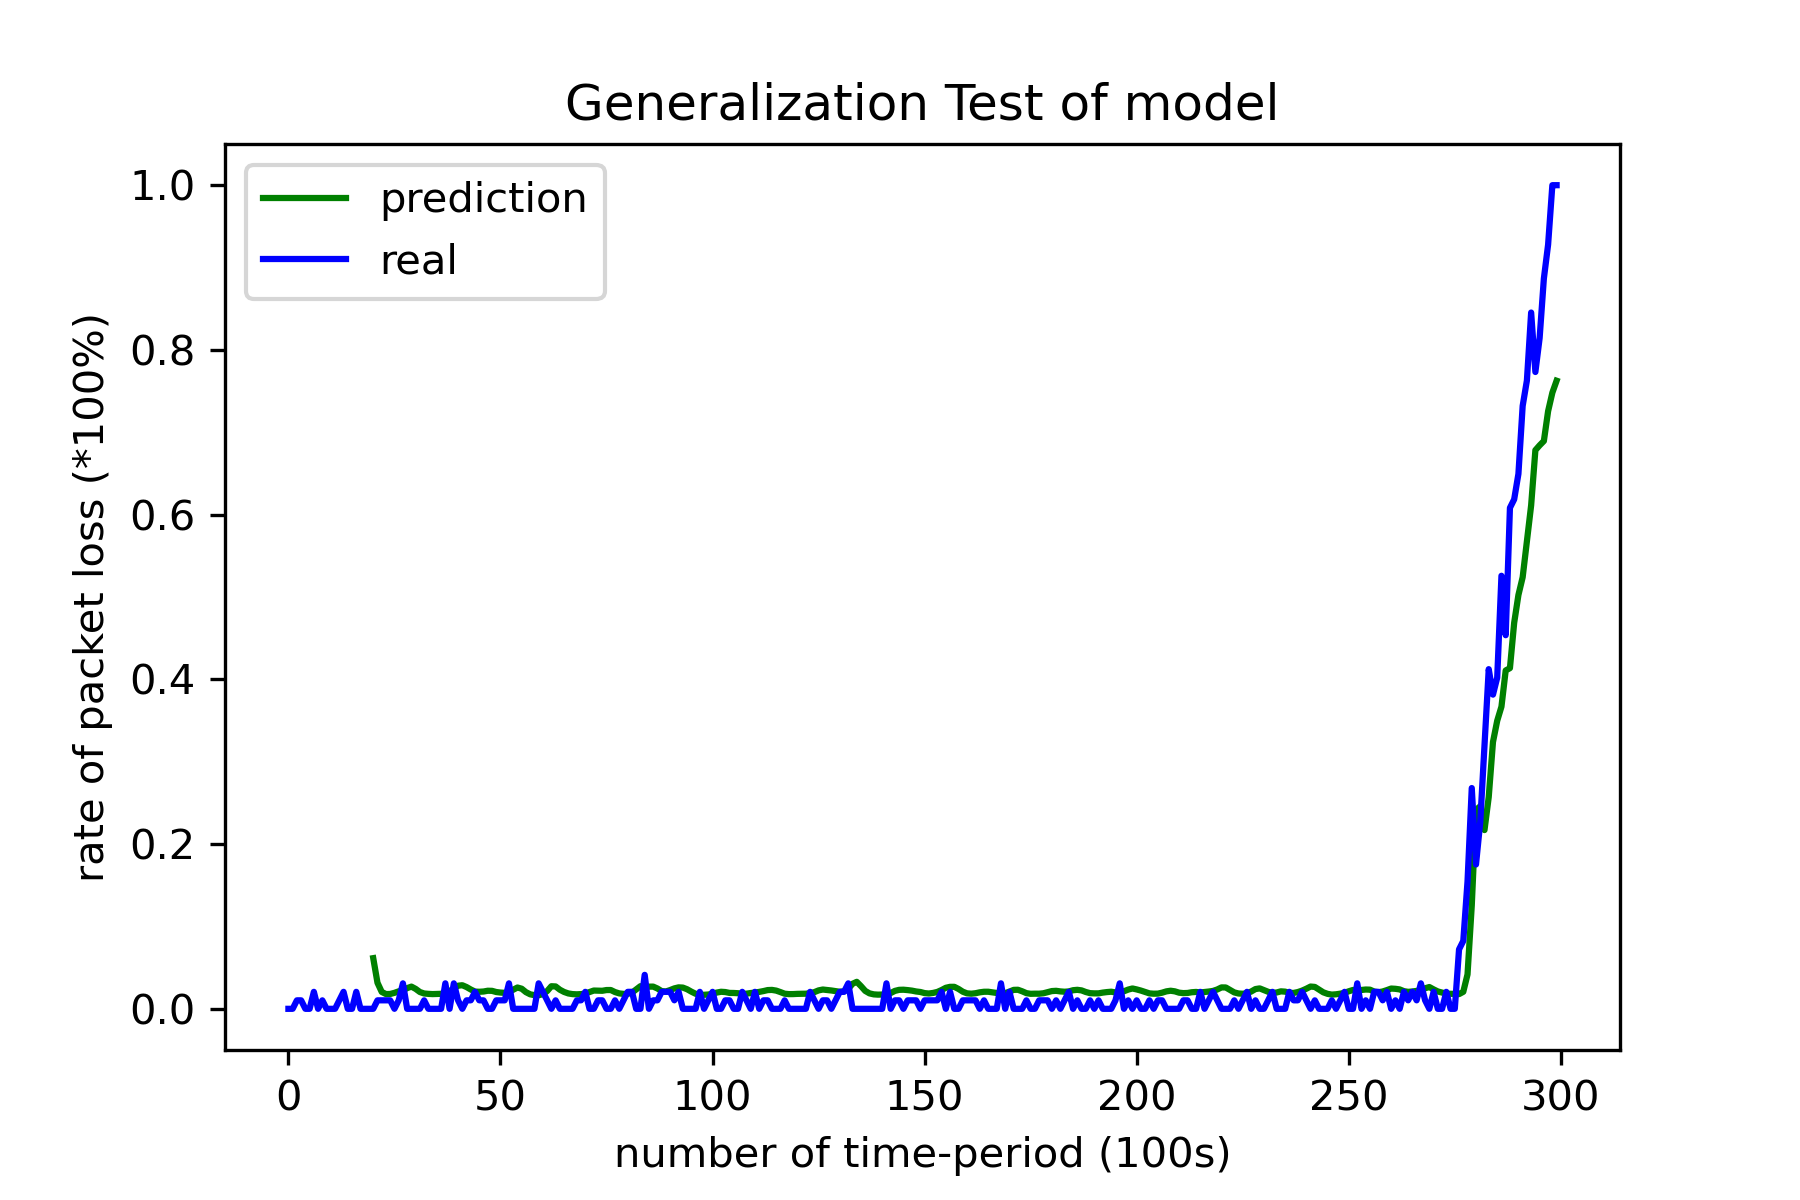 Generalization Test of model
prediction
real
1.0
0.8
0.6
0.4
0.2
0.0
rate of packet loss (*100%)
0 50 100 150 200 250 300
number of time-period (100s)